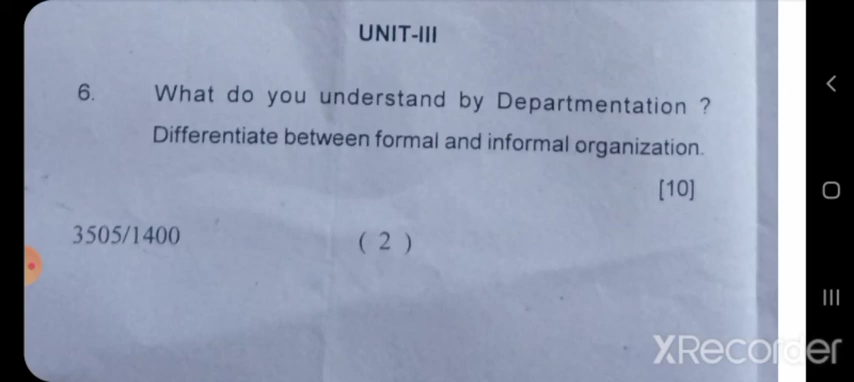 UNIT-III
6. What do you understand by Departmentation ?
Differentiate between formal and informal organization.
[10]
3505/1400 ( 2 )
XRecorder